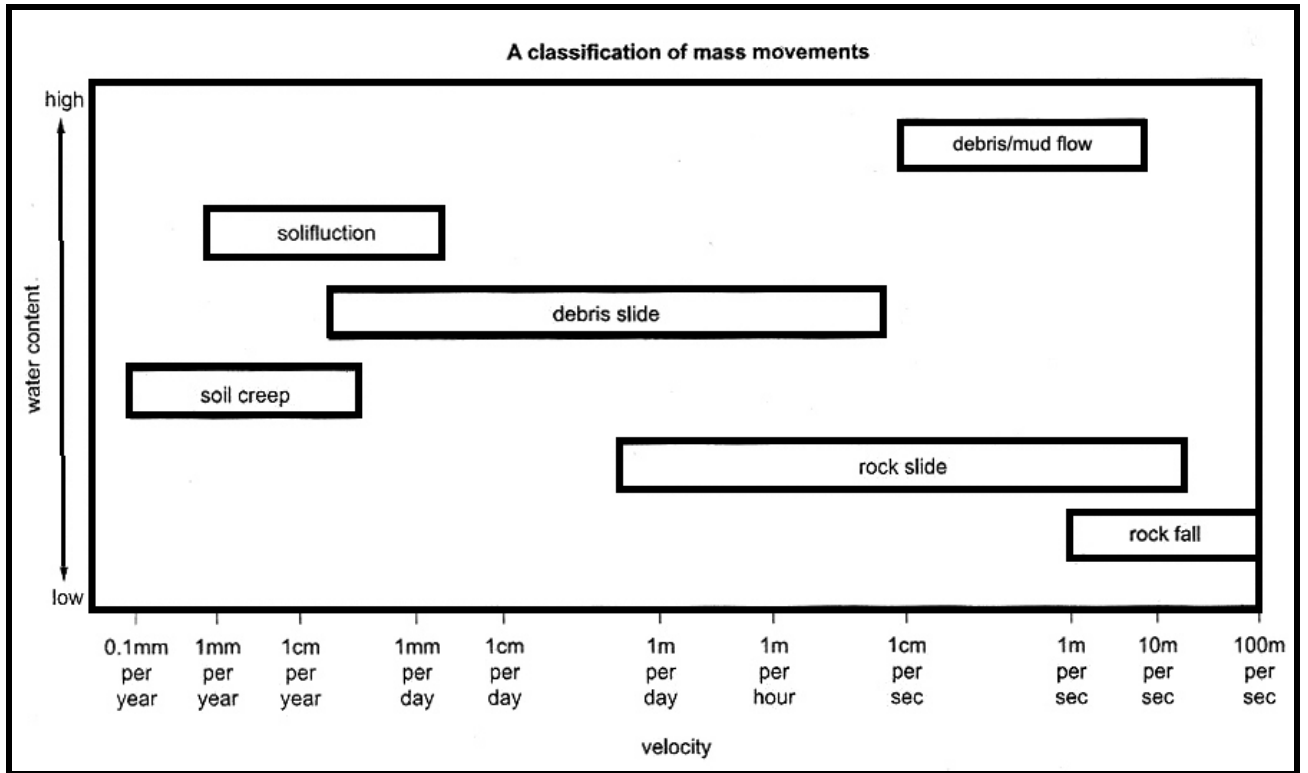 A classification of mass movements
high
debris/mud flow
solifluction
debris slide
water content
soil creep
rock slide
rock fall
low
0.1mm 1mm 1cm 1mm 1cm 1m 1m 1cm 1m 10m 100m
per per per per per per per per per per per
year year year day day day hour sec sec sec sec
velocity